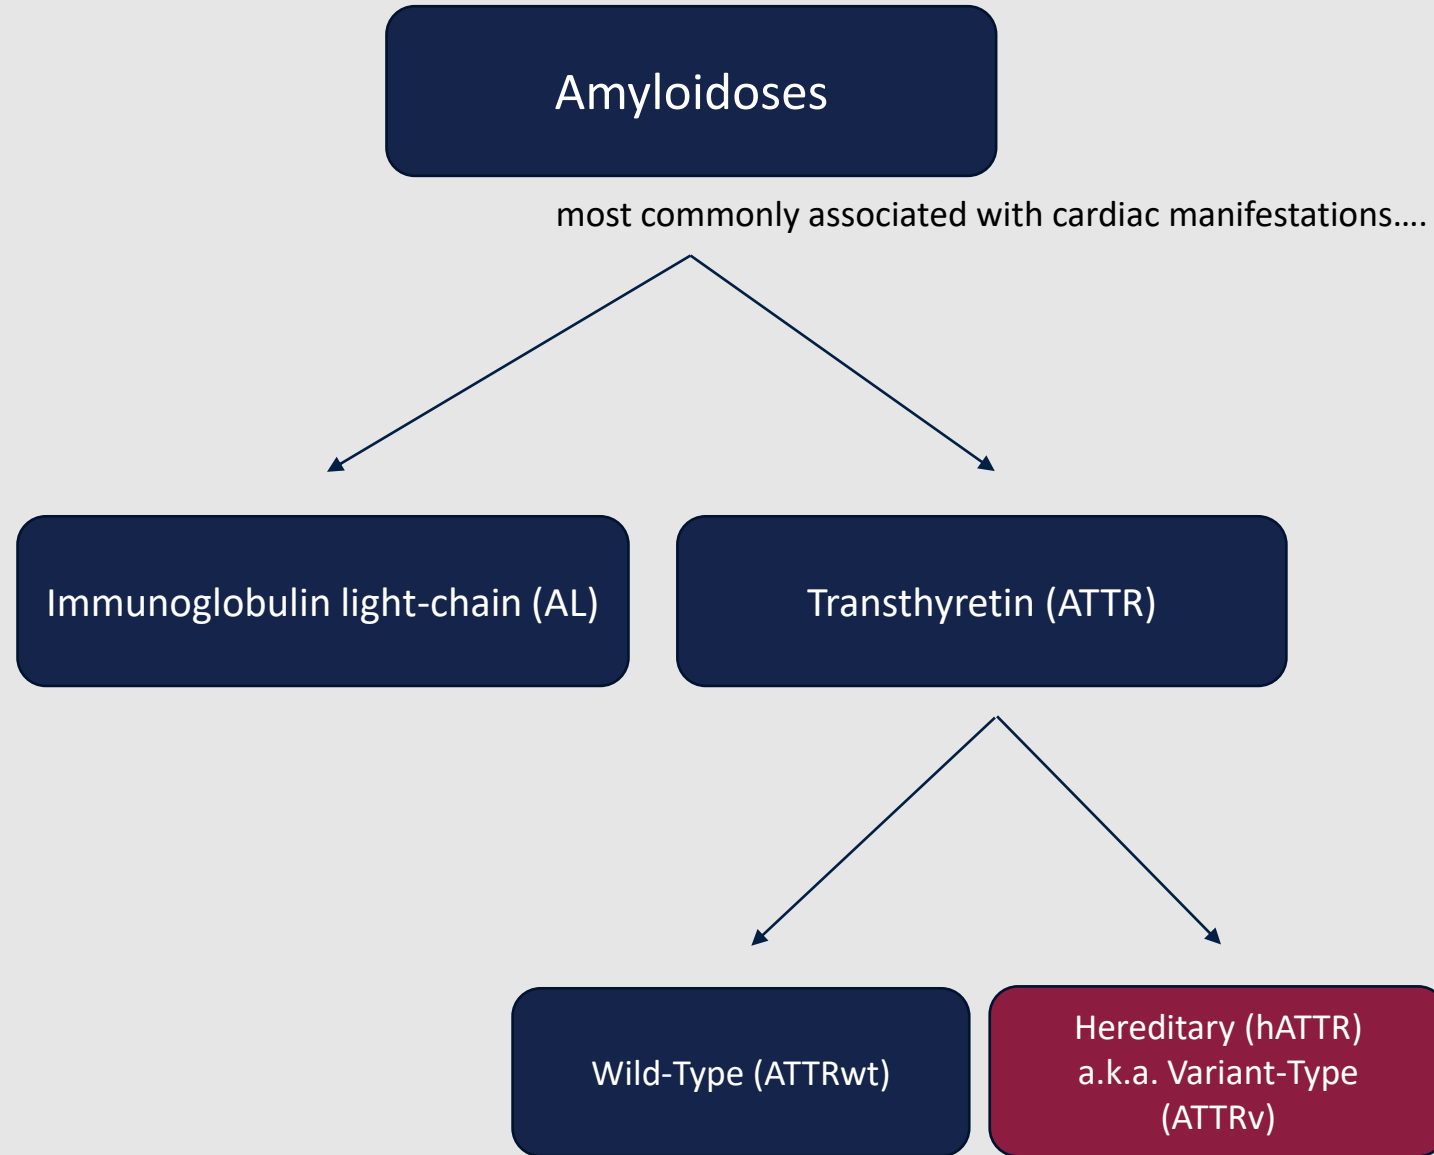 Amyloidoses
most commonly associated with cardiac manifestations....
Immunoglobulin light-chain (AL)
Transthyretin (ATTR)
Wild-Type (ATTRwt)
Hereditary (hATTR)
a.k.a. Variant-Type
(ATTRv)